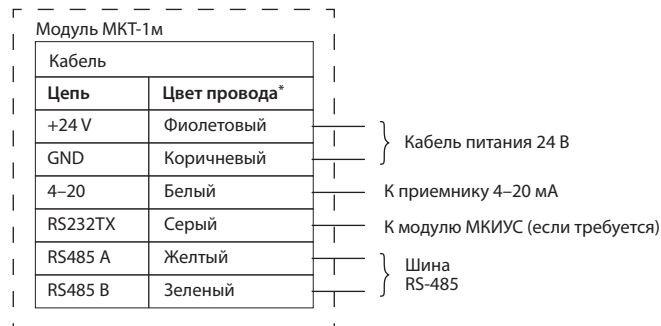 Модуль МКТ-1м
Кабель
Цепь Цвет провода*
+24 V Фиолетовый
GND Коричневый
Кабель питания 24 В
4–20 Белый К приемнику 4–20 мА
RS232TX Серый К модулю МКИУС (если требуется)
RS485 A Желтый
RS485 B Зеленый
Шина
RS-485